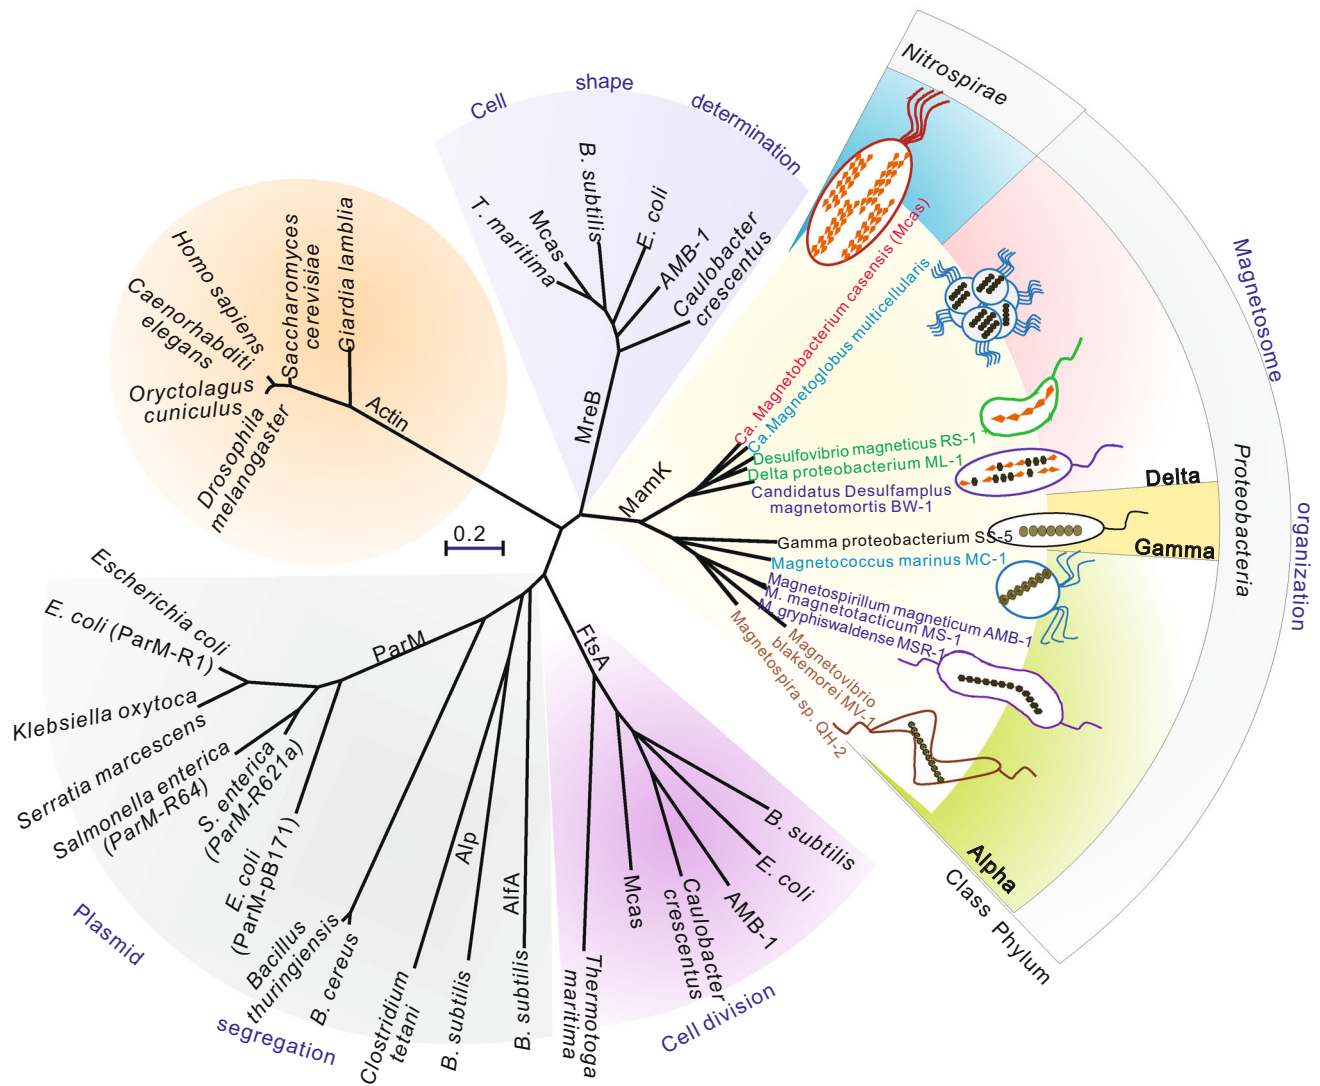 Nitrospirae
Cell
shape
determination
B. subtilis
E. coli
Mcas
T. maritima
AMB-1
Caulobacter
crescentus
MreB
Homo sapiens
Caenorhabditi
elegans
Saccharomyces
cerevisiae
Giardia lamblia
Oryctolagus
cuniculus
Drosophila
melanogaster
Actin
0.2
MamK
Ca. Magnetobacterium casensis (Mcas)
Ca.Magnetoglobus multicellularis
Desulfovibrio magneticus RS-1
Delta proteobacterium ML-1
Candidatus Desulfamplus
magnetomortis BW-1
Gamma proteobacterium SS-5
Magnetococcus marinus MC-1
Magnetospirillum magneticum AMB-1
M. magnetotacticum MS-1
M.gryphiswaldense MSR-1
Magnetovibrio
blakemorei MV-1
Magnetospira sp. QH-2
Delta
Gamma
Alpha
Class
Phylum
Proteobacteria
Magnetosome
organization
ParM
Escherichia coli
E. coli (ParM-R1)
Klebsiella oxytoca
Serratia marcescens
Salmonella enterica
(ParM-R64)
S. enterica
(ParM-R621a)
E. coli
(ParM-pB171)
Bacillus
thuringiensis
B. cereus
Clostridium
tetani
Alp
B. subtilis
AlfA
B. subtilis
Plasmid
segregation
FtsA
Thermotoga
maritima
Mcas
Caulobacter
crescentus
AMB-1
E. coli
B. subtilis
Cell division